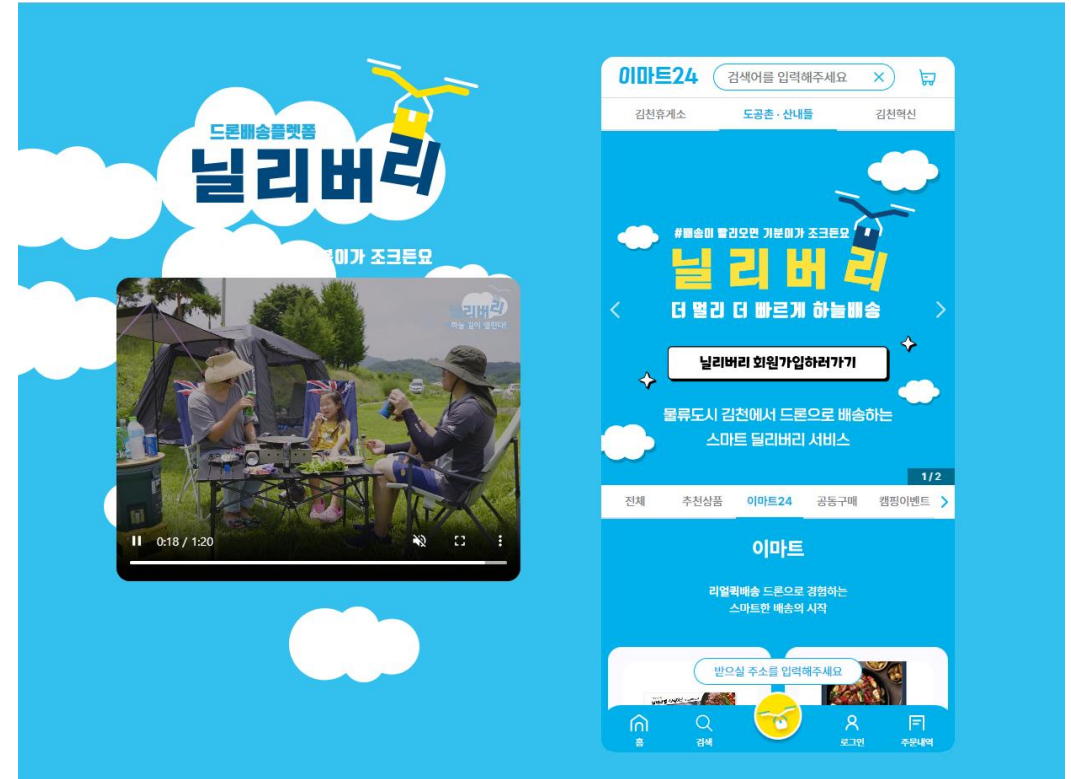 드론배송플랫폼
닐리버리
분이가 조크든요
닐리버리
하늘 길이 열린다!
0:18 / 1:20
이마트24
검색어를 입력해주세요
김천휴게소
도공촌 · 산내들
김천혁신
#배송이 빨리오면 기분이가 조크든요
닐리버리
더 멀리 더 빠르게 하늘배송
닐리버리 회원가입하러가기
물류도시 김천에서 드론으로 배송하는
스마트 딜리버리 서비스
1/2
전체
추천상품
이마트24
공동구매
캠핑이벤트
이마트
리얼퀵배송 드론으로 경험하는
스마트한 배송의 시작
받으실 주소를 입력해주세요
홈
검색
로그인
주문내역